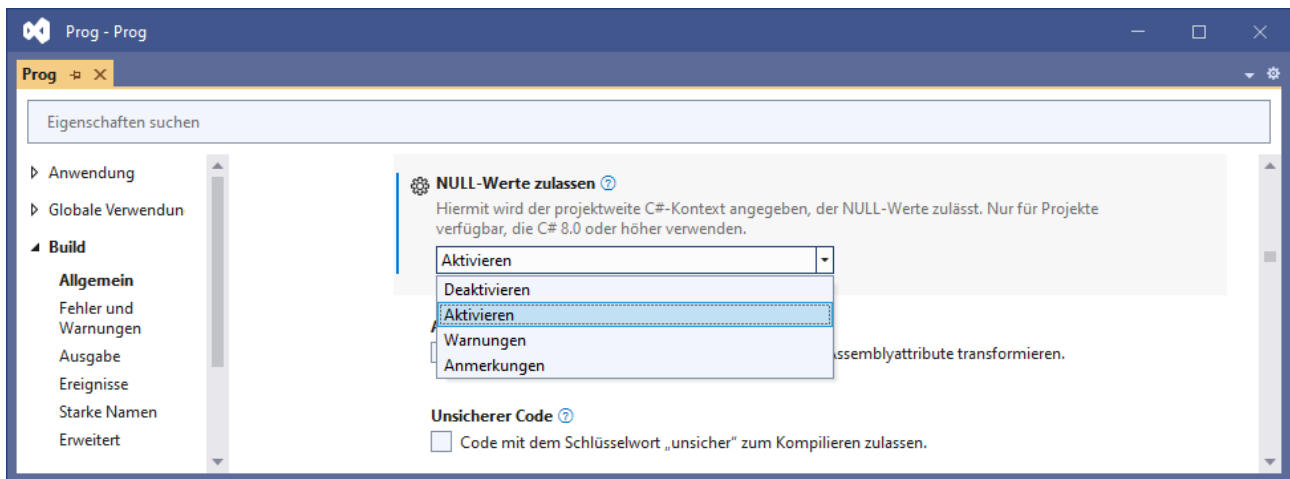 Prog - Prog
Prog
Eigenschaften suchen
Anwendung
Globale Verwendun
Build
Allgemein
Fehler und
Warnungen
Ausgabe
Ereignisse
Starke Namen
Erweitert
NULL-Werte zulassen
Hiermit wird der projektweite C#-Kontext angegeben, der NULL-Werte zulässt. Nur für Projekte
verfügbar, die C# 8.0 oder höher verwenden.
Aktivieren
Deaktivieren
Aktivieren
Warnungen
Anmerkungen
ssemblyattribute transformieren.
Unsicherer Code
Code mit dem Schlüsselwort „unsicher“ zum Kompilieren zulassen.